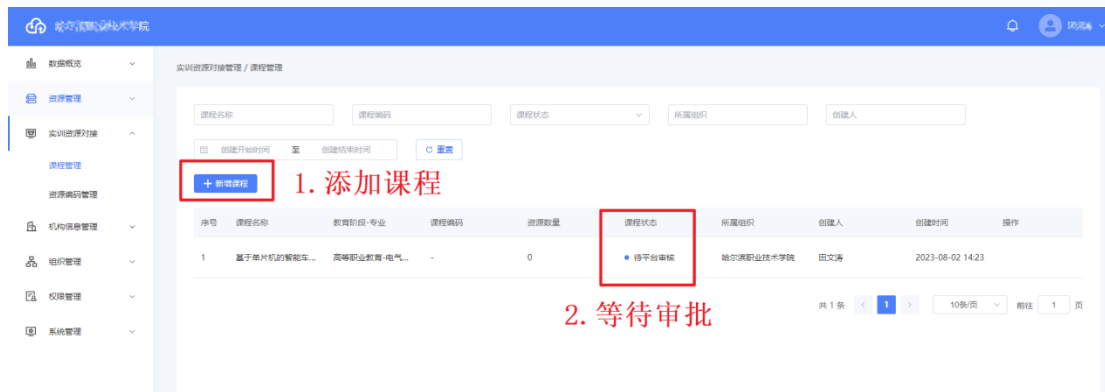 学院
数据概览
实训资源对接管理 / 课程管理
资源管理
课程名称 课程编码 课程状态 所属组织 创建人
实训资源对接
创建开始时间 至 创建结束时间 重置
课程管理
+ 新增课程 1. 添加课程
资源编码管理
序号 课程名称 教育阶段-专业 课程编码 资源数量 课程状态 所属组织 创建人 创建时间 操作
机构信息管理
1 基于单片机的智能车... 高等职业教育-电气... - 0 待平台审核 哈尔滨职业技术学院 田文涛 2023-08-02 14:23
组织管理
权限管理
共 1 条 < 1 > 10条/页 前往 1 页
2. 等待审批
系统管理